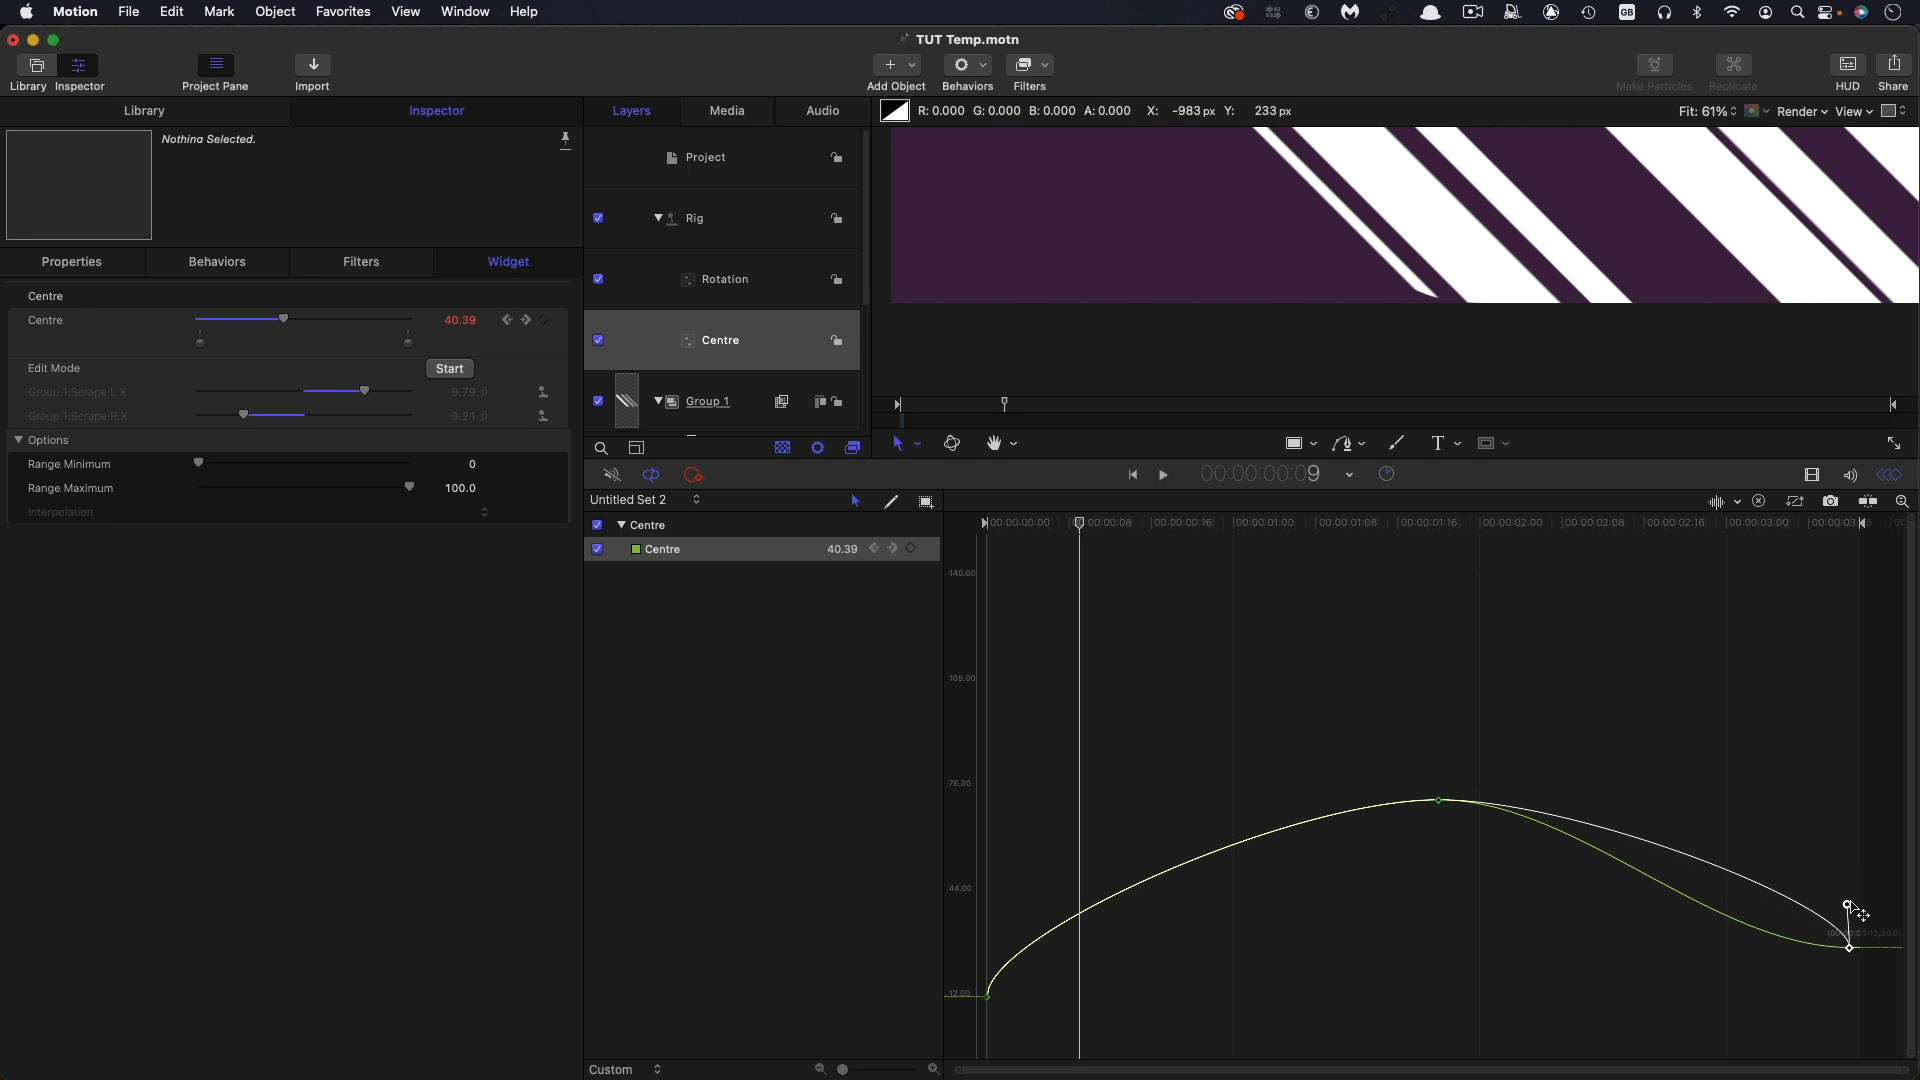 Motion File Edit Mark Object Favorites View Window Help
GB
TUT Temp.motn
Library Inspector Project Pane Import Add Object Behaviors Filters Make Particles Replicate HUD Share
Library Inspector Layers Media Audio R: 0.000 G: 0.000 B: 0.000 A: 0.000 X: -983 px Y: 233 px Fit: 61% Render View
Nothing Selected.
Project
Rig
Properties Behaviors Filters Widget
Rotation
Centre
Centre 40.39
Centre
Edit Mode Start
Group 1.Scrape L.X 0.79 p
Group 1
Group 1.Scrape R.X 0.21 p
Options
Range Minimum 0
T
00:00:00:09
Range Maximum 100.0
Untitled Set 2
Interpolation
Centre
00:00:00:00 00:00:00:08 00:00:00:16 00:00:01:00 00:00:01:08 00:00:01:16 00:00:02:00 00:00:02:08 00:00:02:16 00:00:03:00
Centre 40.39
140.00
108.00
76.00
44.00
12.00
Custom